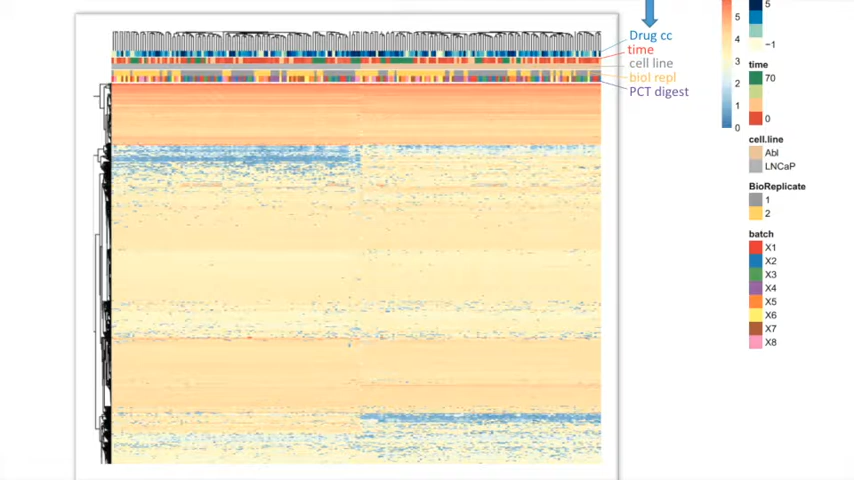 Drug cc
time
cell line
biol repl
PCT digest
5
4
3
2
1
0
5
−1
time
70
0
cell.line
Abl
LNCaP
BioReplicate
1
2
batch
X1
X2
X3
X4
X5
X6
X7
X8